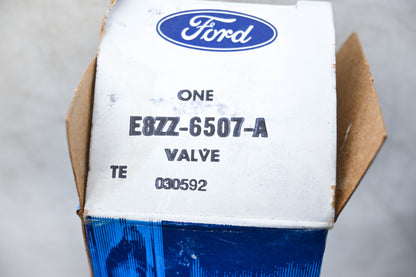 Ford
ONE
E8ZZ-6507-A
VALVE
TE
030592